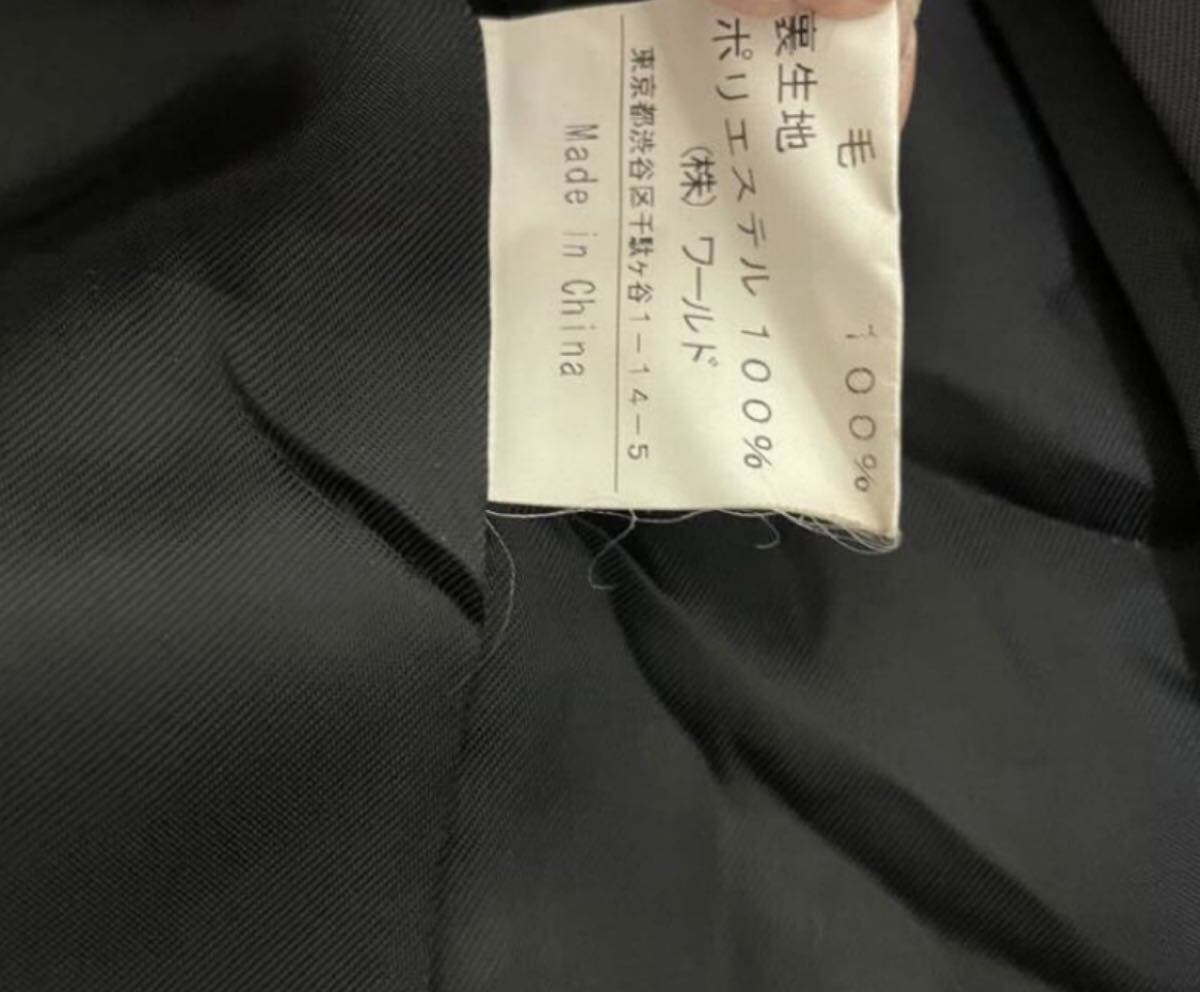 毛 100%
裏生地
ポリエステル 100%
(株) ワールド
東京都渋谷区千駄ヶ谷1-14-5
Made in China